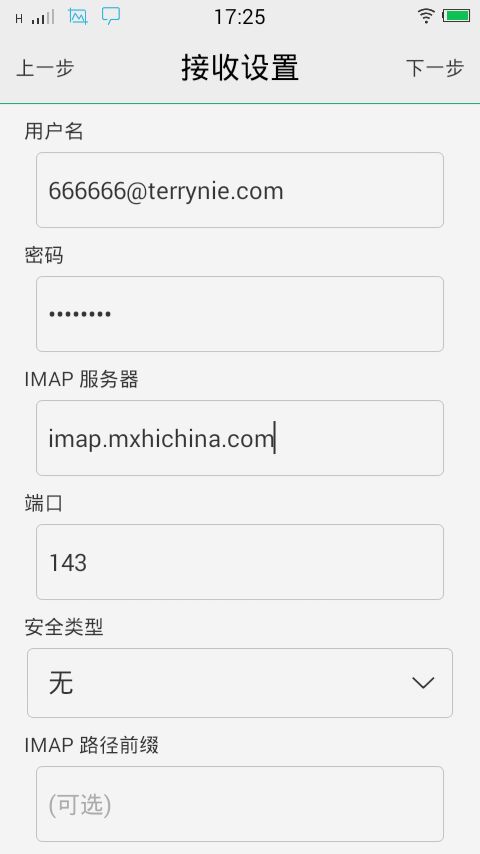 H 17:25
上一步 接收设置 下一步
用户名
666666@terrynie.com
密码
••••••••
IMAP 服务器
imap.mxhichina.com
端口
143
安全类型
无
IMAP 路径前缀
(可选)